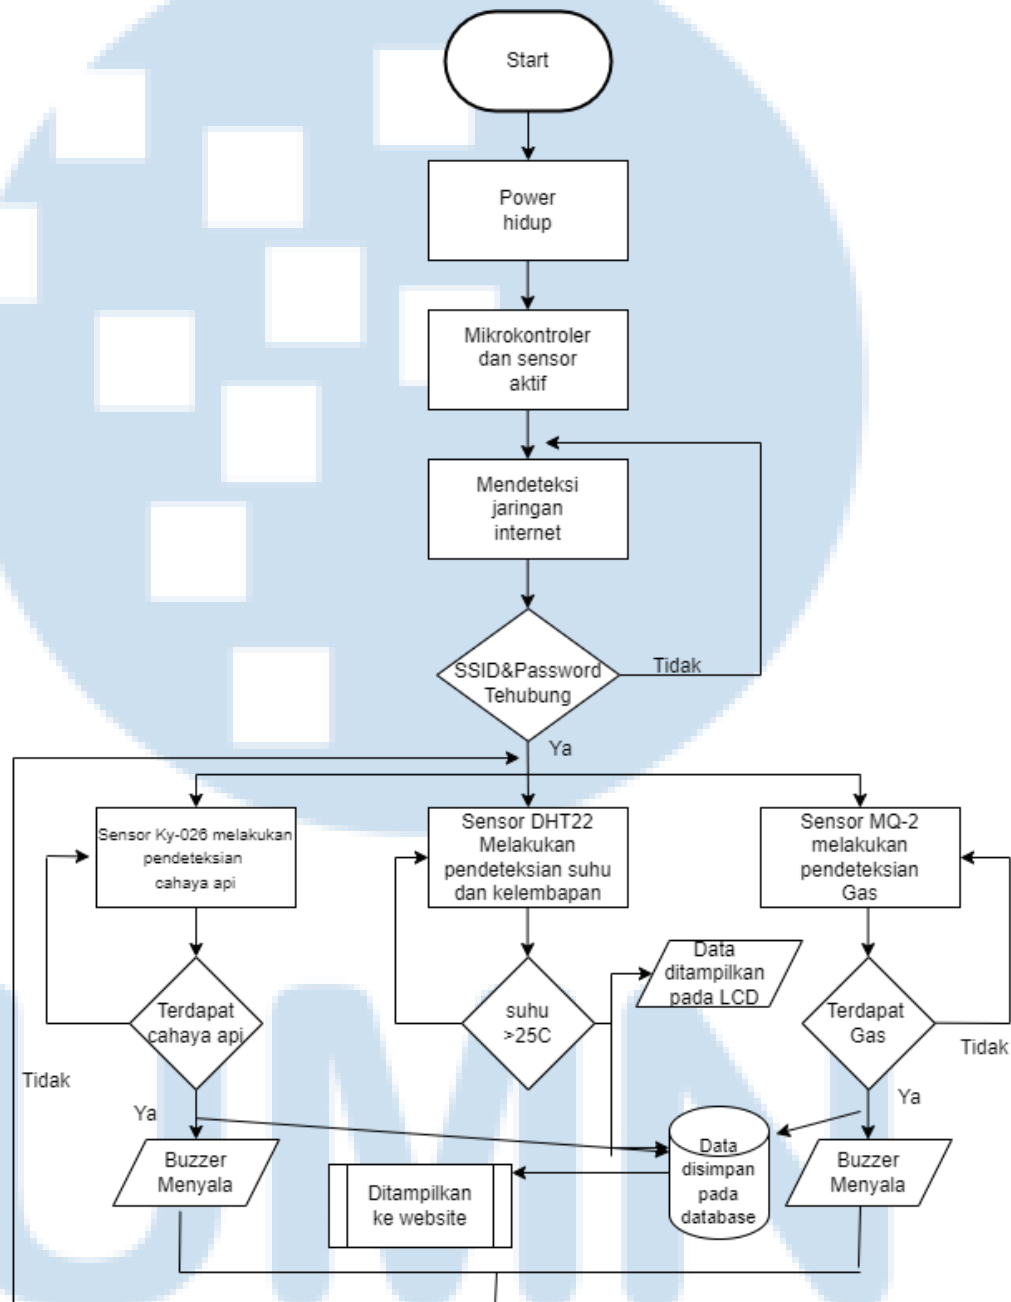 Start
Power
hidup
Mikrokontroler
dan sensor
aktif
Mendeteksi
jaringan
internet
SSID&Password
Tehubung
Tidak
Ya
Sensor Ky-026 melakukan
pendeteksian
cahaya api
Sensor DHT22
Melakukan
pendeteksian suhu
dan kelembapan
Sensor MQ-2
melakukan
pendeteksian
Gas
Terdapat
cahaya api
suhu
>25C
Data
ditampilkan
pada LCD
Terdapat
Gas
Tidak
Tidak
Ya
Ya
Buzzer
Menyala
Ditampilkan
ke website
Data
disimpan
pada
database
Buzzer
Menyala
UMN